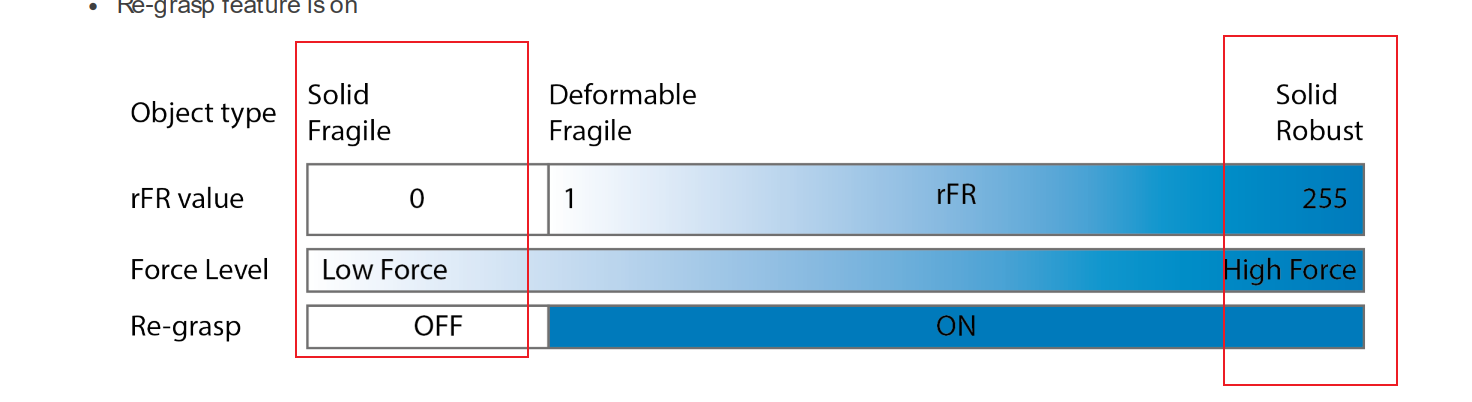 • Re-grasp feature is on
Object type
Solid
Fragile
Deformable
Fragile
Solid
Robust
rFR value
0
1
rFR
255
Force Level
Low Force
High Force
Re-grasp
OFF
ON